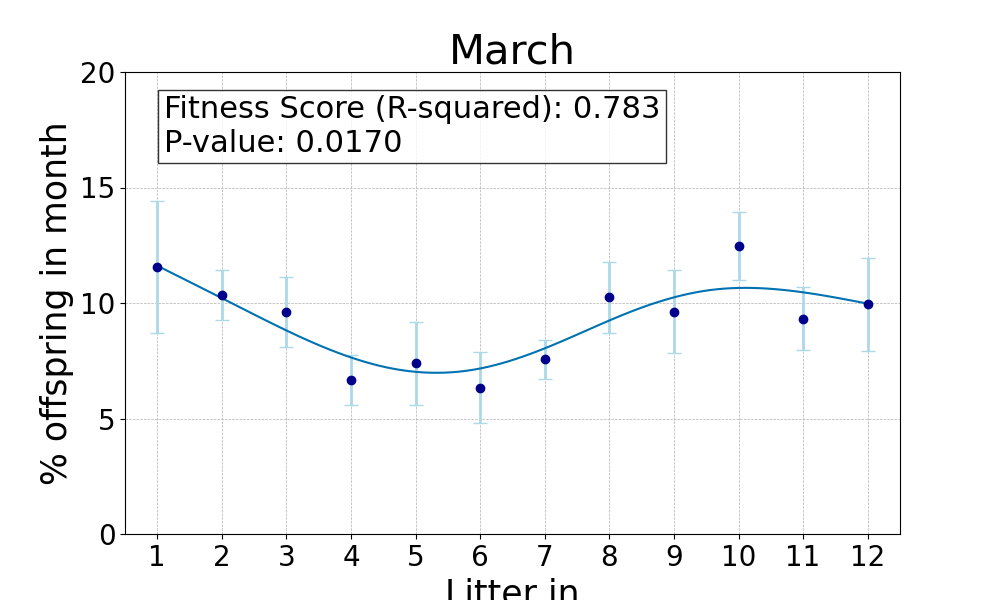 March
Fitness Score (R-squared): 0.783
P-value: 0.0170
% offspring in month
20
15
10
5
0
1 2 3 4 5 6 7 8 9 10 11 12
Litter in